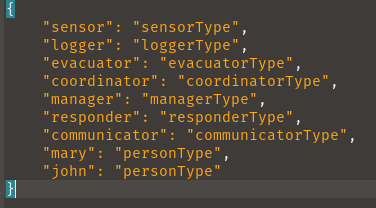 {
    "sensor": "sensorType",
    "logger": "loggerType",
    "evacuator": "evacuatorType",
    "coordinator": "coordinatorType",
    "manager": "managerType",
    "responder": "responderType",
    "communicator": "communicatorType",
    "mary": "personType",
    "john": "personType"
}